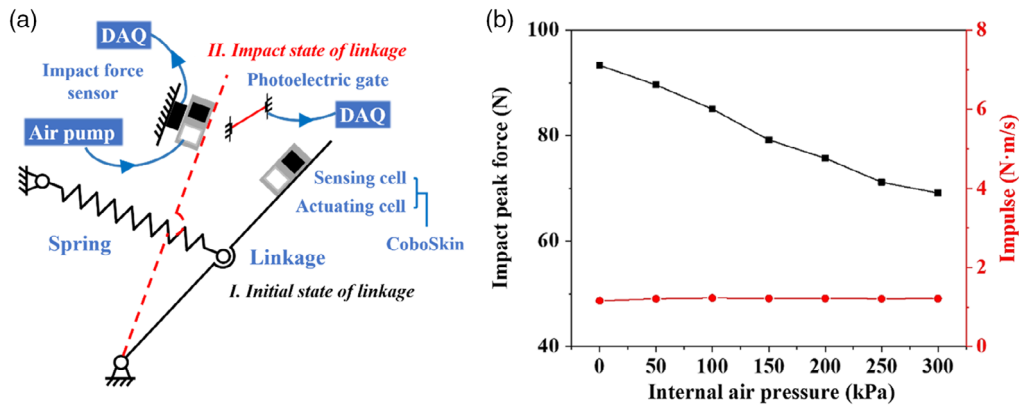 (a)
DAQ
II. Impact state of linkage
Impact force
sensor
Photoelectric gate
Air pump
DAQ
Sensing cell
Actuating cell
CoboSkin
Spring
Linkage
I. Initial state of linkage
(b)
100
80
60
40
Impact peak force (N)
8
6
4
2
0
Impulse (N·m/s)
0 50 100 150 200 250 300
Internal air pressure (kPa)